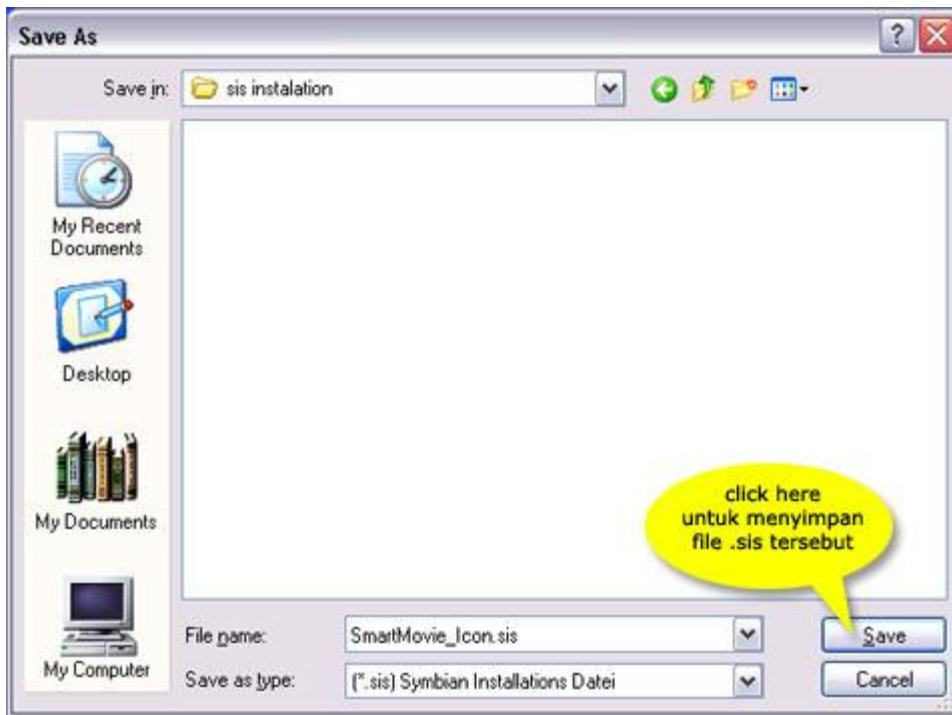 Save As
Save in:
sis instalation
My Recent
Documents
Desktop
My Documents
My Computer
click here
untuk menyimpan
file .sis tersebut
File name:
SmartMovie_Icon.sis
Save
Save as type:
(*.sis) Symbian Installations Datei
Cancel